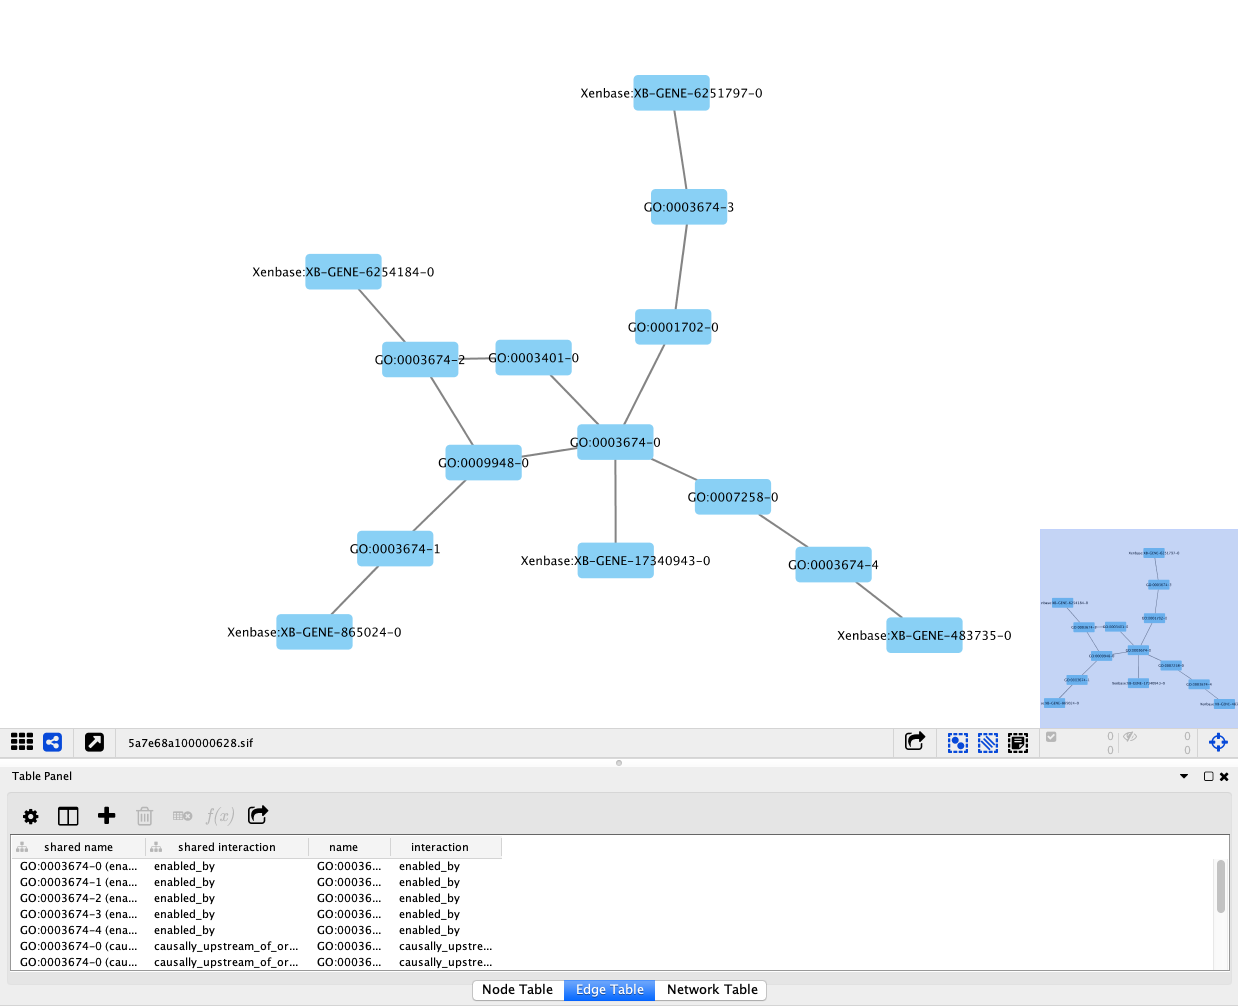 Xenbase:XB-GENE-6251797-0
GO:0003674-3
Xenbase:XB-GENE-6254184-0
GO:0001702-0
GO:0003674-2
GO:0003401-0
GO:0003674-0
GO:0009948-0
GO:0007258-0
GO:0003674-1
Xenbase:XB-GENE-17340943-0
GO:0003674-4
Xenbase:XB-GENE-865024-0
Xenbase:XB-GENE-483735-0
5a7e68a100000628.sif
0 0
0 0
Table Panel
f(x)
shared name shared interaction name interaction
GO:0003674-0 (ena... enabled_by GO:00036... enabled_by
GO:0003674-1 (ena... enabled_by GO:00036... enabled_by
GO:0003674-2 (ena... enabled_by GO:00036... enabled_by
GO:0003674-3 (ena... enabled_by GO:00036... enabled_by
GO:0003674-4 (ena... enabled_by GO:00036... enabled_by
GO:0003674-0 (cau... causally_upstream_of_or... GO:00036... causally_upstre...
GO:0003674-0 (cau... causally_upstream_of_or... GO:00036... causally_upstre...
Node Table Edge Table Network Table